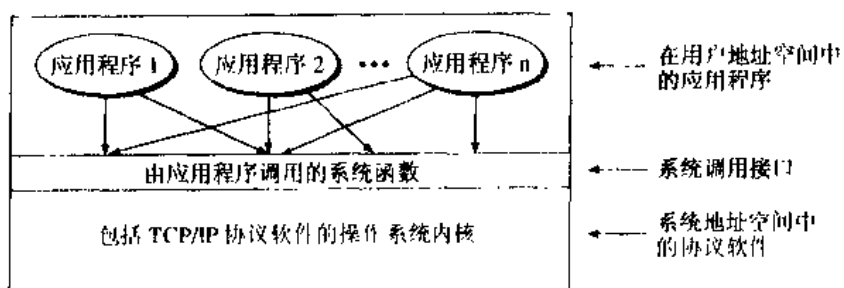 应用程序 1
应用程序 2
•••
应用程序 n
在用户地址空间中
的应用程序
由应用程序调用的系统函数
系统调用接口
包括 TCP/IP 协议软件的操作系统内核
系统地址空间中
的协议软件